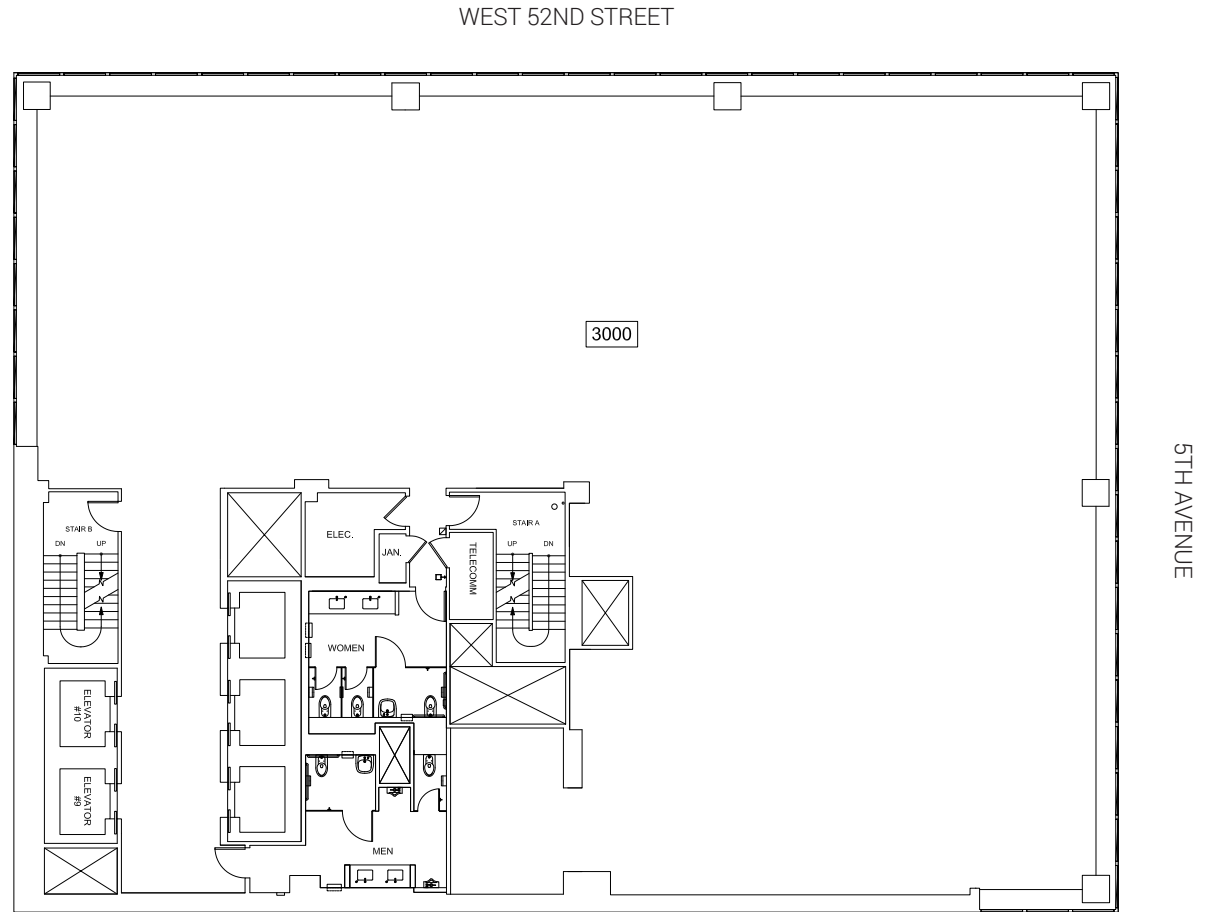 WEST 52ND STREET
3000
5TH AVENUE
STAIR B
DN UP
ELEC.
JAN.
TELECOMM
STAIR A
UP DN
WOMEN
ELEVATOR
#10
ELEVATOR
#9
MEN